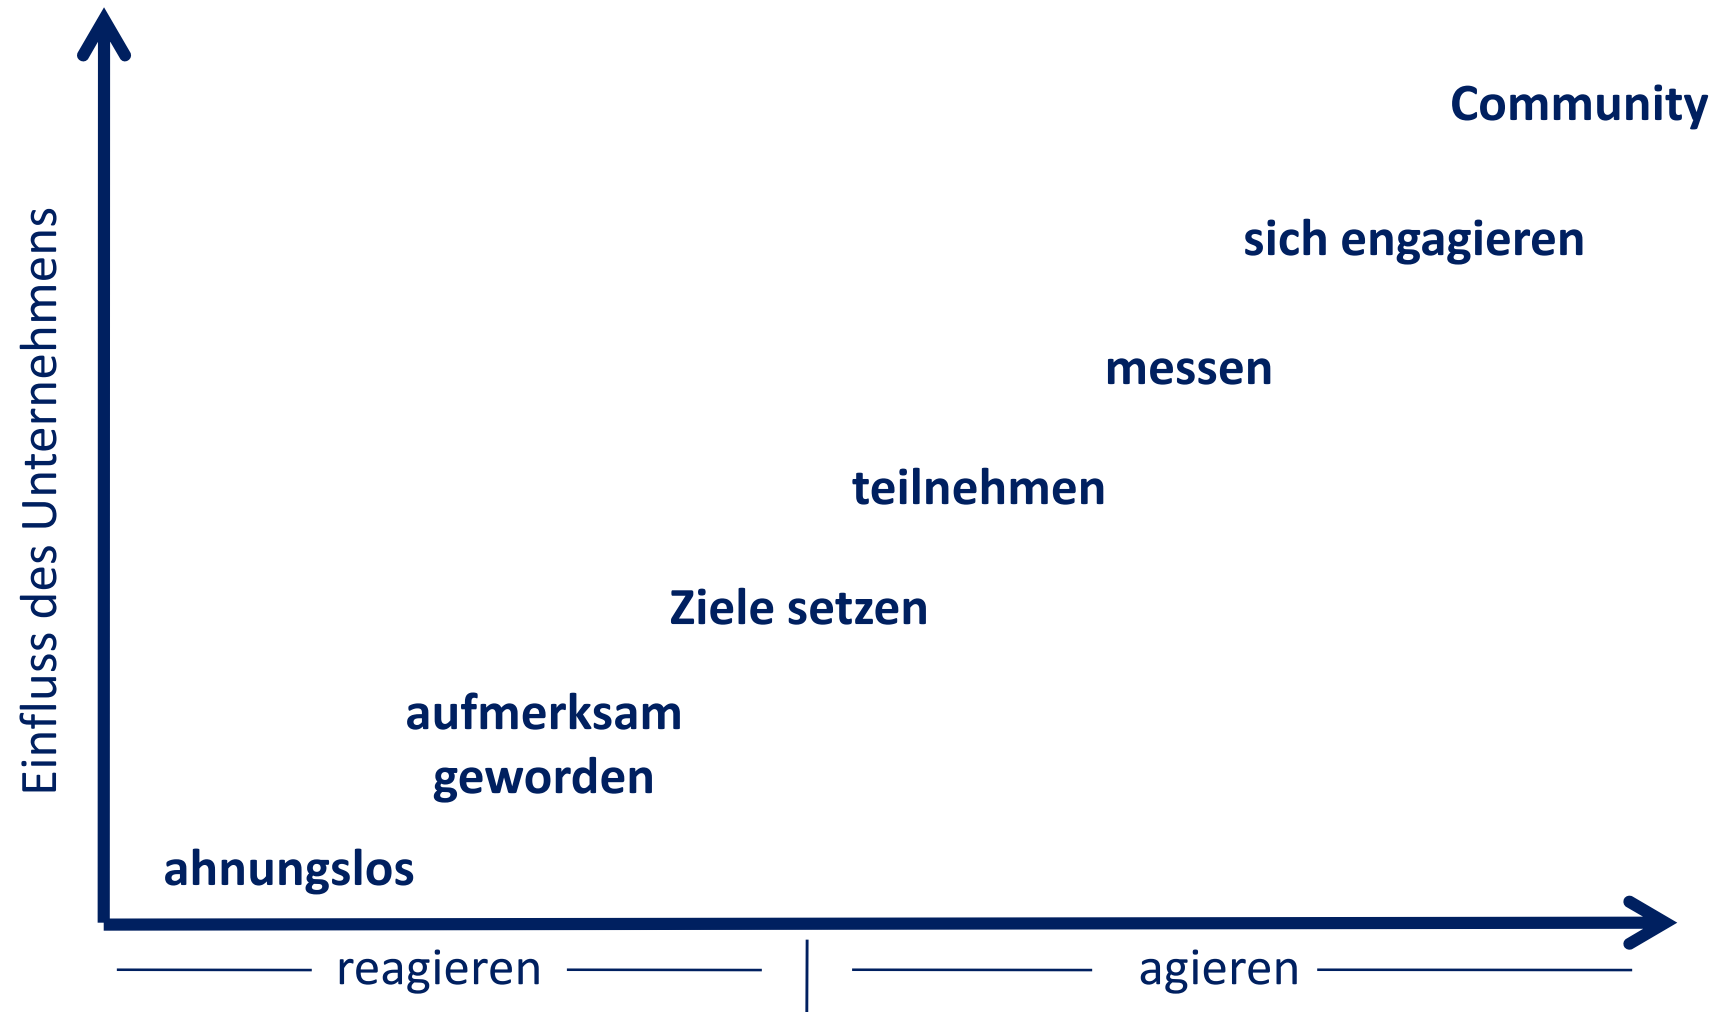 Community
sich engagieren
messen
teilnehmen
Ziele setzen
aufmerksam
geworden
ahnungslos
Einfluss des Unternehmens
reagieren
agieren